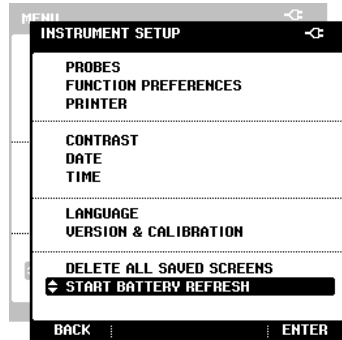 MENU
INSTRUMENT SETUP
PROBES
FUNCTION PREFERENCES
PRINTER
CONTRAST
DATE
TIME
LANGUAGE
VERSION & CALIBRATION
DELETE ALL SAVED SCREENS
START BATTERY REFRESH
BACK ENTER